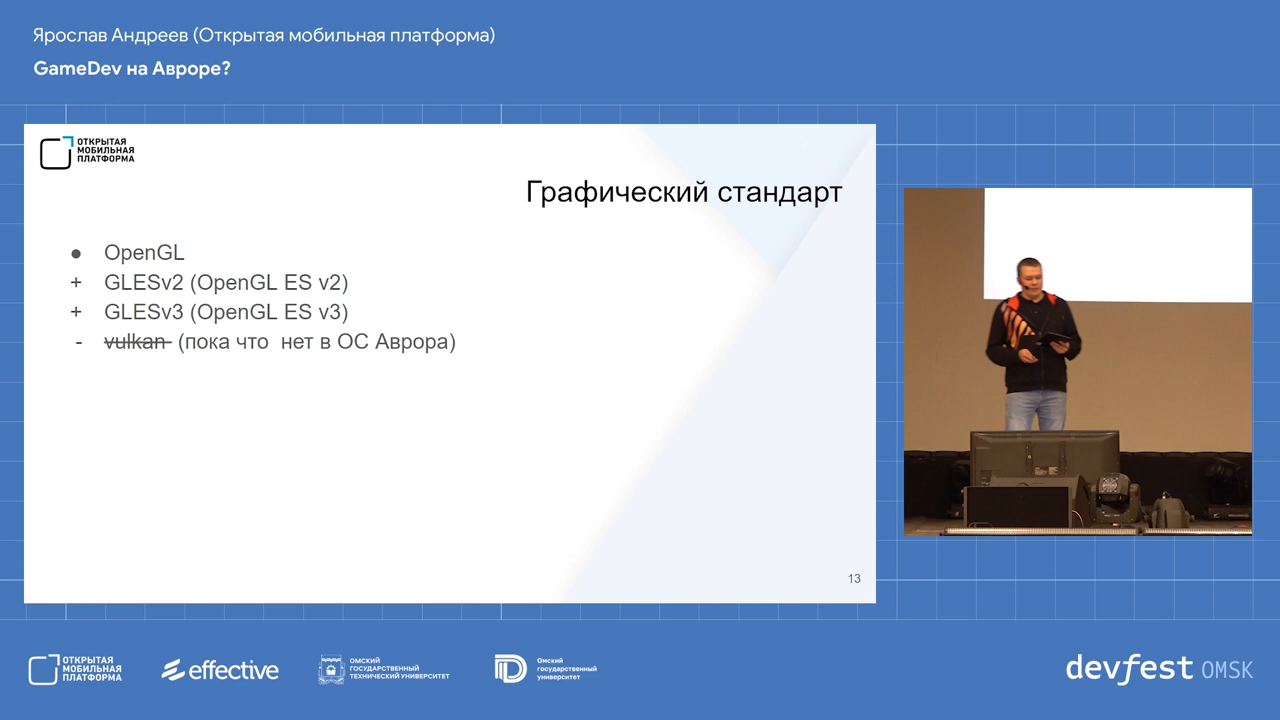 Ярослав Андреев (Открытая мобильная платформа)
GameDev на Авроре?
ОТКРЫТАЯ
МОБИЛЬНАЯ
ПЛАТФОРМА
Графический стандарт
● OpenGL
+ GLESv2 (OpenGL ES v2)
+ GLESv3 (OpenGL ES v3)
- vulkan (пока что нет в ОС Аврора)
13
ОТКРЫТАЯ
МОБИЛЬНАЯ
ПЛАТФОРМА
effective
ОМСКИЙ
ГОСУДАРСТВЕННЫЙ
ТЕХНИЧЕСКИЙ УНИВЕРСИТЕТ
Омский
государственный
университет
devfest OMSK